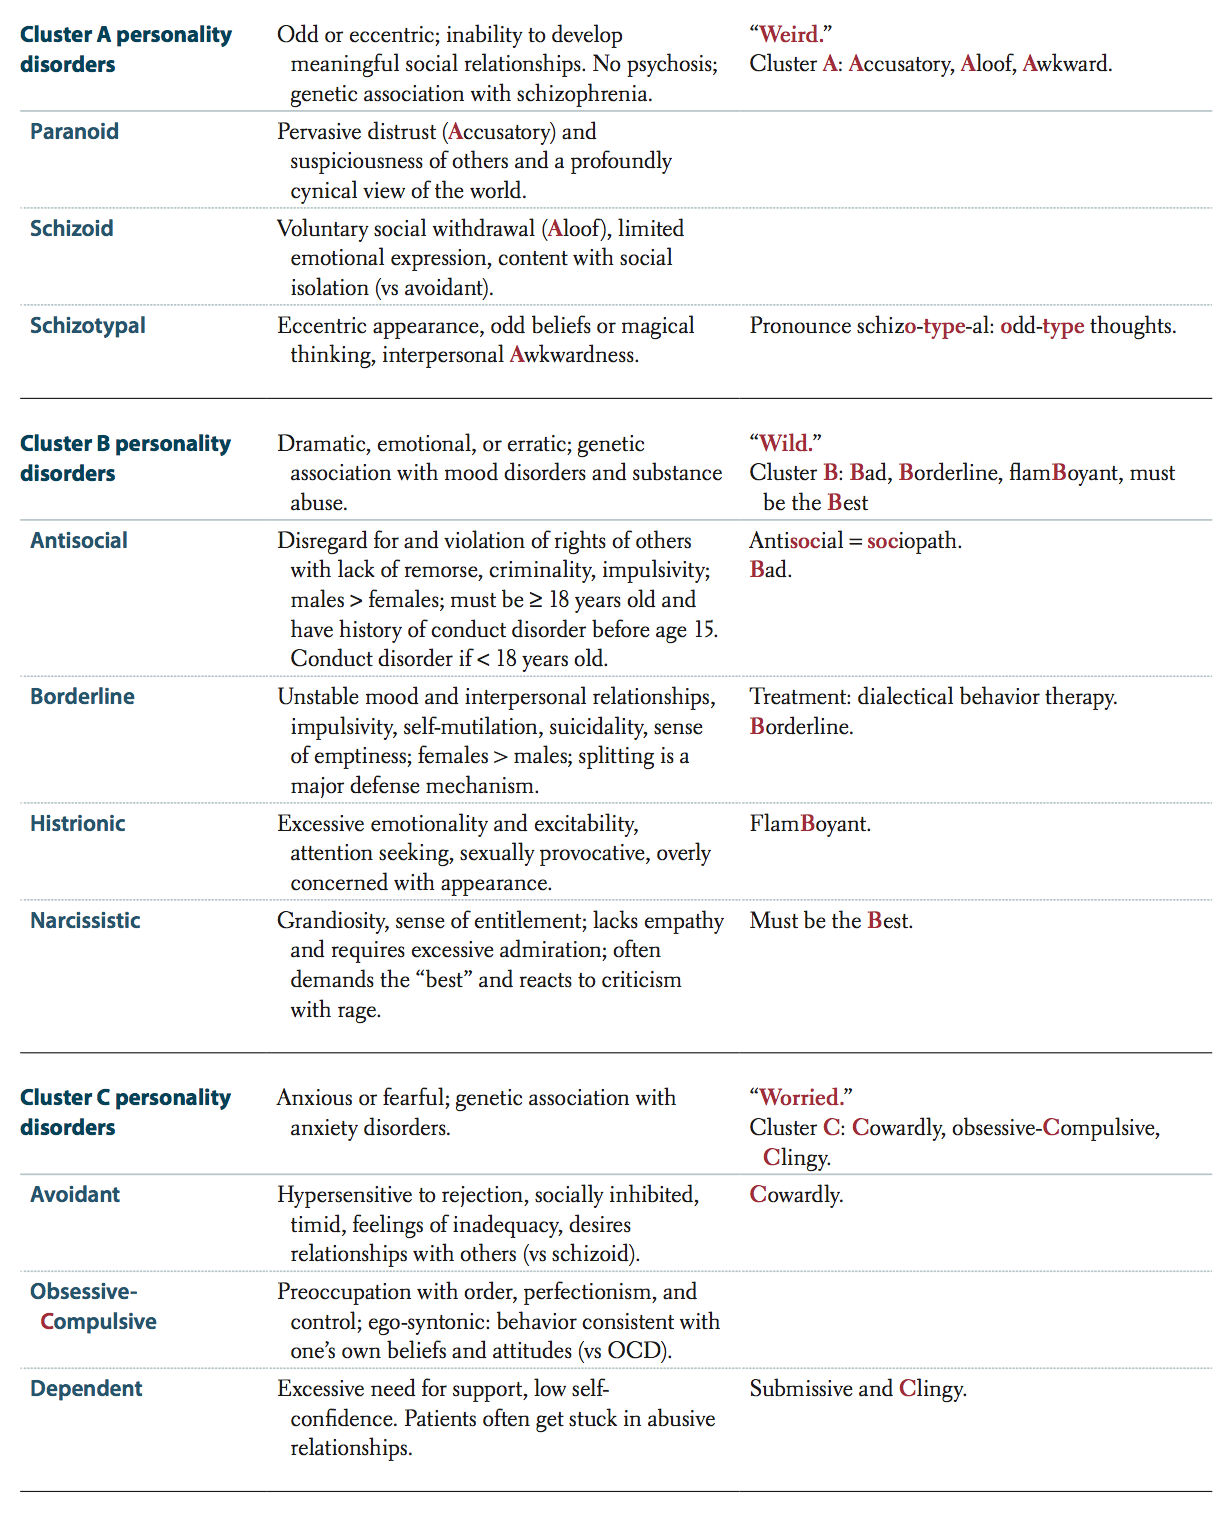 Cluster A personality disorders
Odd or eccentric; inability to develop
meaningful social relationships. No psychosis;
genetic association with schizophrenia.
“Weird.”
Cluster A: Accusatory, Aloof, Awkward.
Paranoid
Pervasive distrust (Accusatory) and
suspiciousness of others and a profoundly
cynical view of the world.
Schizoid
Voluntary social withdrawal (Aloof), limited
emotional expression, content with social
isolation (vs avoidant).
Schizotypal
Eccentric appearance, odd beliefs or magical
thinking, interpersonal Awkwardness.
Pronounce schizo-type-al: odd-type thoughts.
Cluster B personality
disorders
Dramatic, emotional, or erratic; genetic
association with mood disorders and substance
abuse.
“Wild.”
Cluster B: Bad, Borderline, flamBoyant, must
be the Best
Antisocial
Disregard for and violation of rights of others
with lack of remorse, criminality, impulsivity;
males > females; must be ≥ 18 years old and
have history of conduct disorder before age 15.
Conduct disorder if < 18 years old.
Antisocial = sociopath.
Bad.
Borderline
Unstable mood and interpersonal relationships,
impulsivity, self-mutilation, suicidality, sense
of emptiness; females > males; splitting is a
major defense mechanism.
Treatment: dialectical behavior therapy.
Borderline.
Histrionic
Excessive emotionality and excitability,
attention seeking, sexually provocative, overly
concerned with appearance.
FlamBoyant.
Narcissistic
Grandiosity, sense of entitlement; lacks empathy
and requires excessive admiration; often
demands the “best” and reacts to criticism
with rage.
Must be the Best.
Cluster C personality
disorders
Anxious or fearful; genetic association with
anxiety disorders.
“Worried.”
Cluster C: Cowardly, obsessive-Compulsive,
Clingy.
Avoidant
Hypersensitive to rejection, socially inhibited,
timid, feelings of inadequacy, desires
relationships with others (vs schizoid).
Cowardly.
Obsessive-
Compulsive
Preoccupation with order, perfectionism, and
control; ego-syntonic: behavior consistent with
one’s own beliefs and attitudes (vs OCD).
Dependent
Excessive need for support, low self-
confidence. Patients often get stuck in abusive
relationships.
Submissive and Clingy.